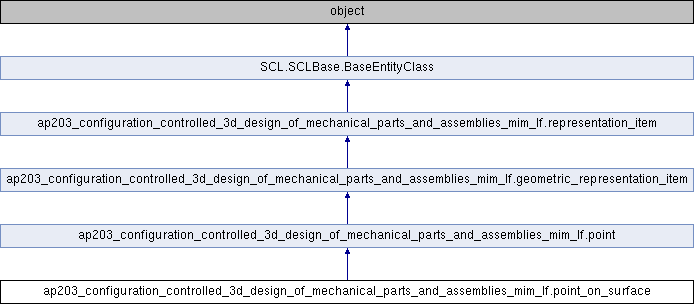 object
SCL.SCLBase.BaseEntityClass
ap203_configuration_controlled_3d_design_of_mechanical_parts_and_assemblies_mim_lf.representation_item
ap203_configuration_controlled_3d_design_of_mechanical_parts_and_assemblies_mim_lf.geometric_representation_item
ap203_configuration_controlled_3d_design_of_mechanical_parts_and_assemblies_mim_lf.point
ap203_configuration_controlled_3d_design_of_mechanical_parts_and_assemblies_mim_lf.point_on_surface